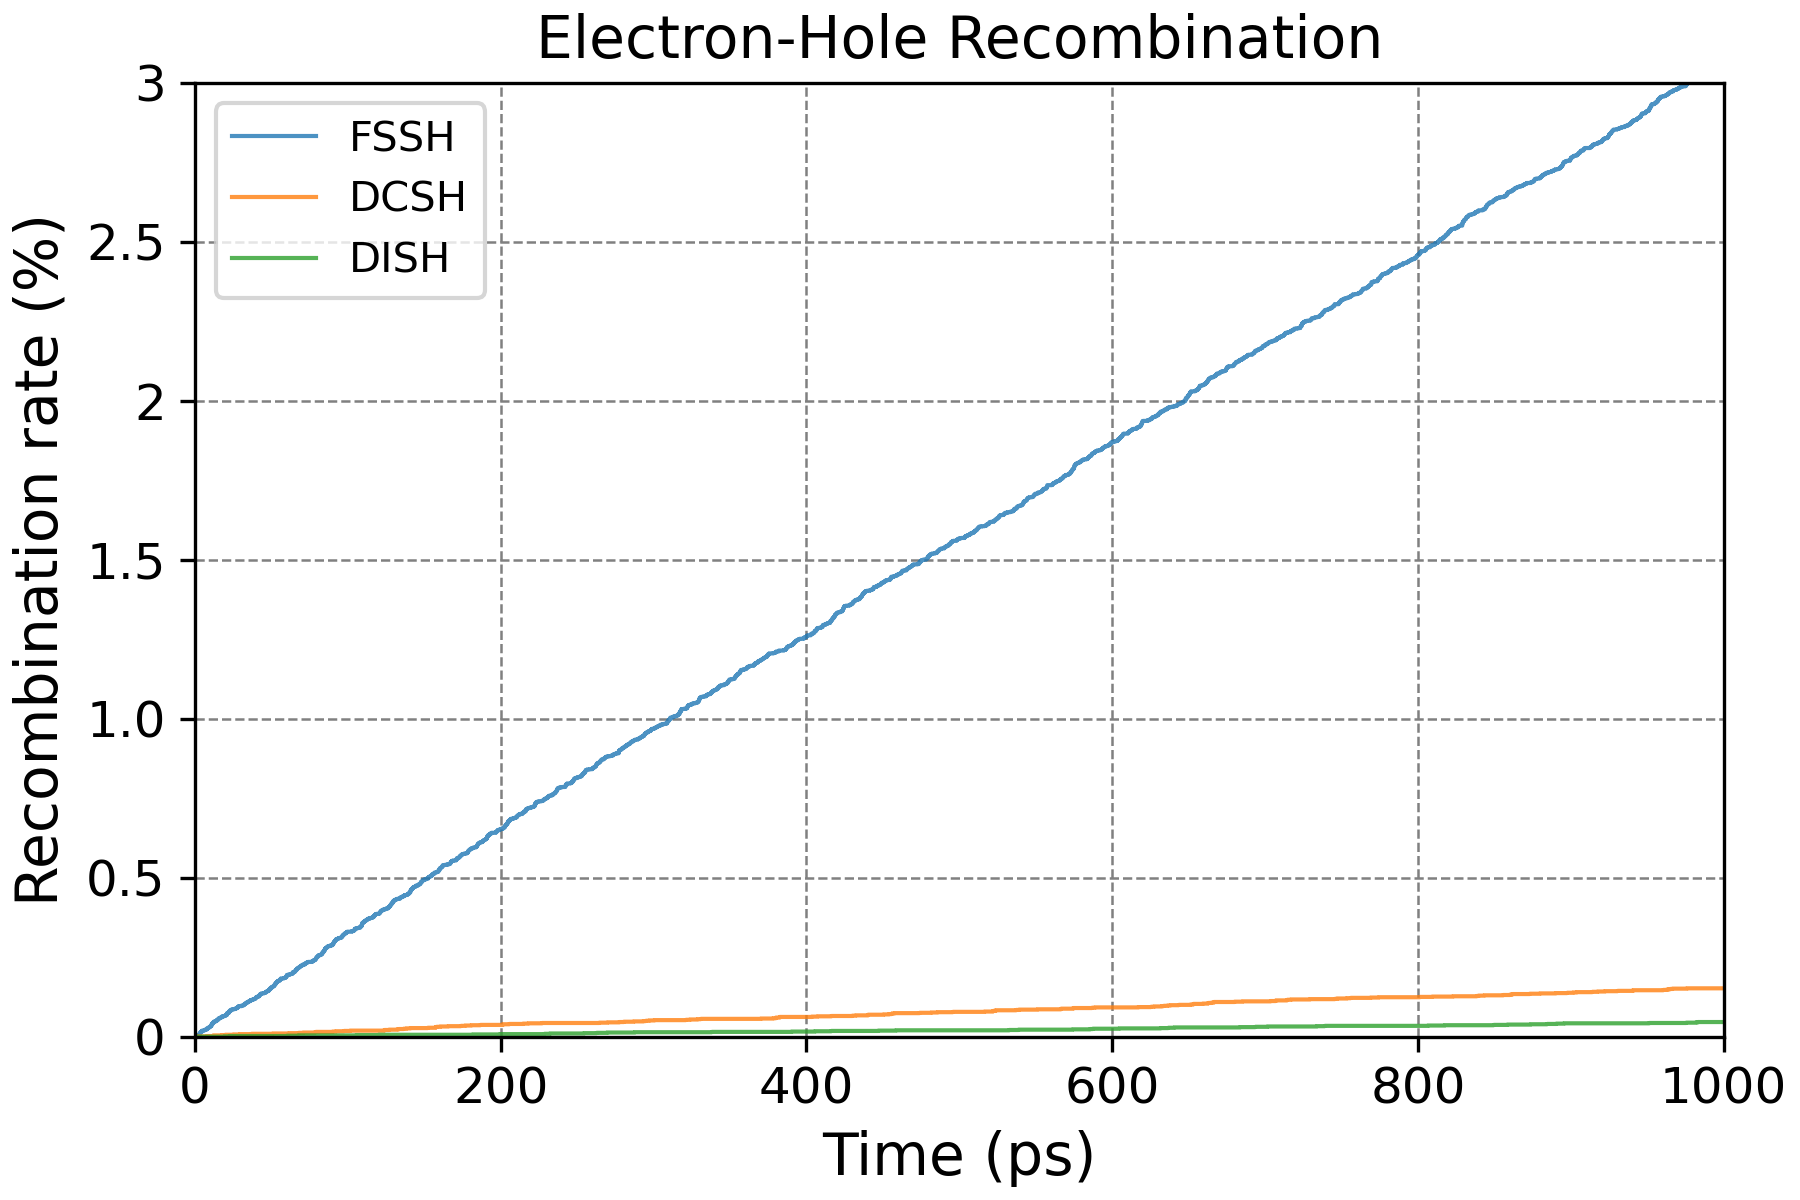 Electron-Hole Recombination
FSSH
DCSH
DISH
Recombination rate (%)
3
2.5
2
1.5
1.0
0.5
0
0 200 400 600 800 1000
Time (ps)